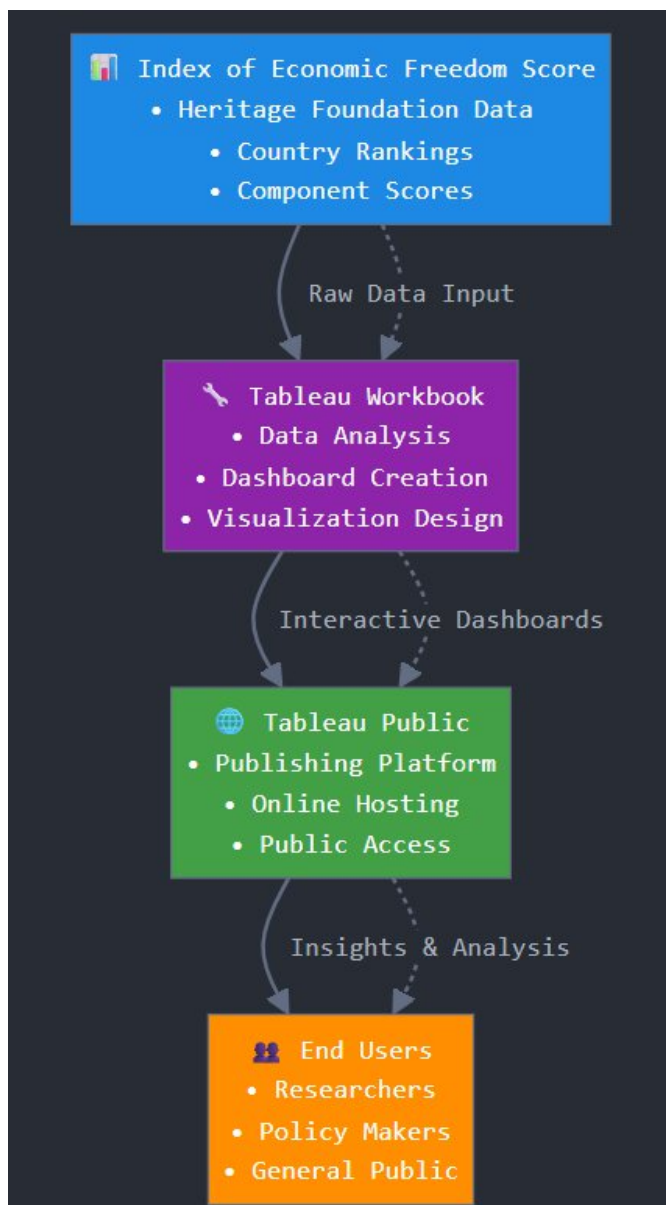 📊 Index of Economic Freedom Score
• Heritage Foundation Data
• Country Rankings
• Component Scores
Raw Data Input
🔧 Tableau Workbook
• Data Analysis
• Dashboard Creation
• Visualization Design
Interactive Dashboards
🌐 Tableau Public
• Publishing Platform
• Online Hosting
• Public Access
Insights & Analysis
👥 End Users
• Researchers
• Policy Makers
• General Public